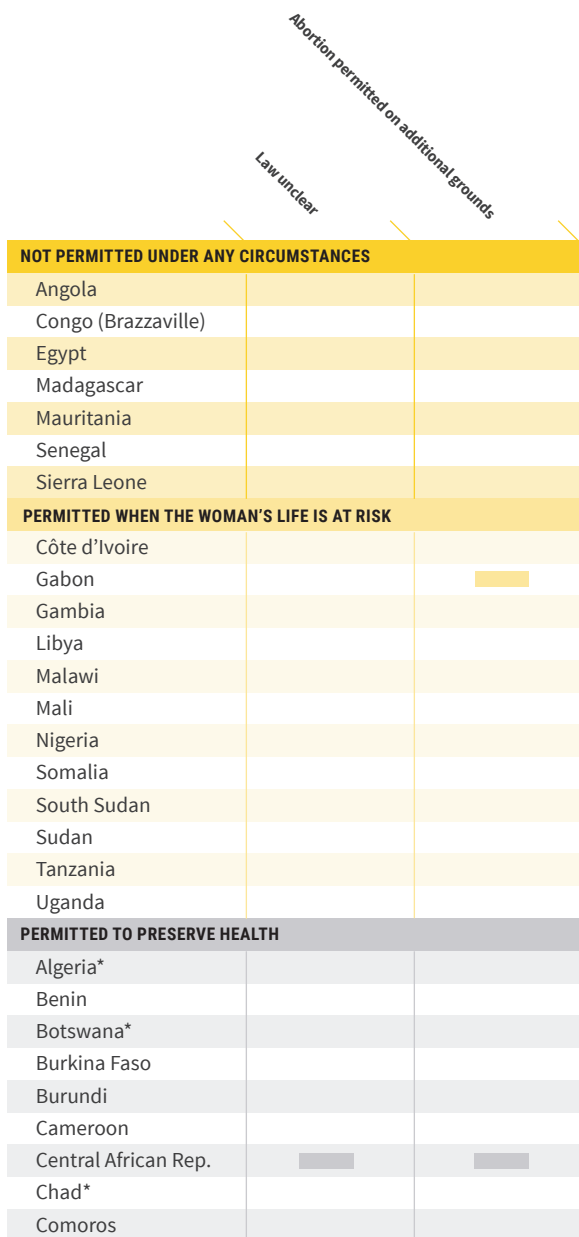 Abortion permitted on additional grounds
Law unclear
NOT PERMITTED UNDER ANY CIRCUMSTANCES
Angola
Congo (Brazzaville)
Egypt
Madagascar
Mauritania
Senegal
Sierra Leone
PERMITTED WHEN THE WOMAN’S LIFE IS AT RISK
Côte d’Ivoire
Gabon
Gambia
Libya
Malawi
Mali
Nigeria
Somalia
South Sudan
Sudan
Tanzania
Uganda
PERMITTED TO PRESERVE HEALTH
Algeria*
Benin
Botswana*
Burkina Faso
Burundi
Cameroon
Central African Rep.
Chad*
Comoros